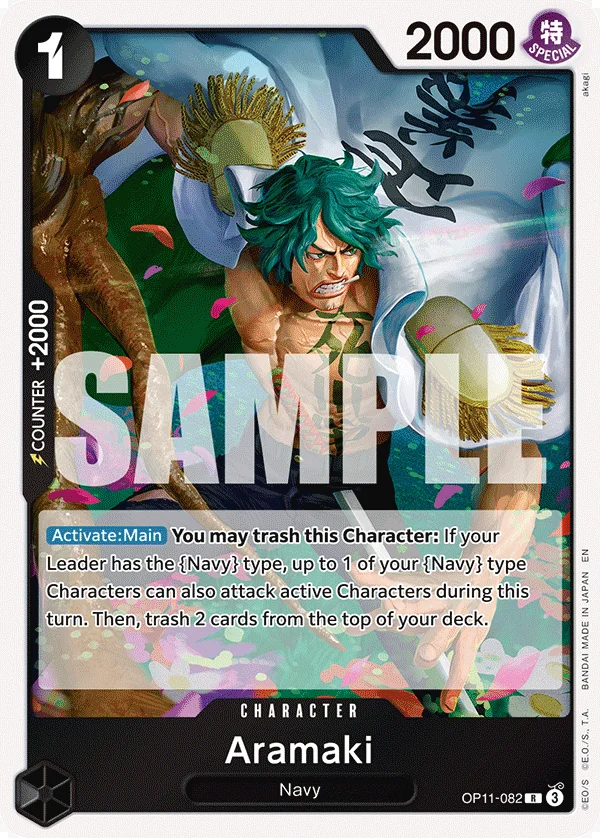 1
2000
特
SPECIAL
akagi
COUNTER +2000
SAMPLE
Activate:Main You may trash this Character: If your
Leader has the {Navy} type, up to 1 of your {Navy} type
Characters can also attack active Characters during this
turn. Then, trash 2 cards from the top of your deck.
CHARACTER
Aramaki
Navy
OP11-082 R 3
©EO/S ©E.O./S., T.A. BANDAI MADE IN JAPAN EN